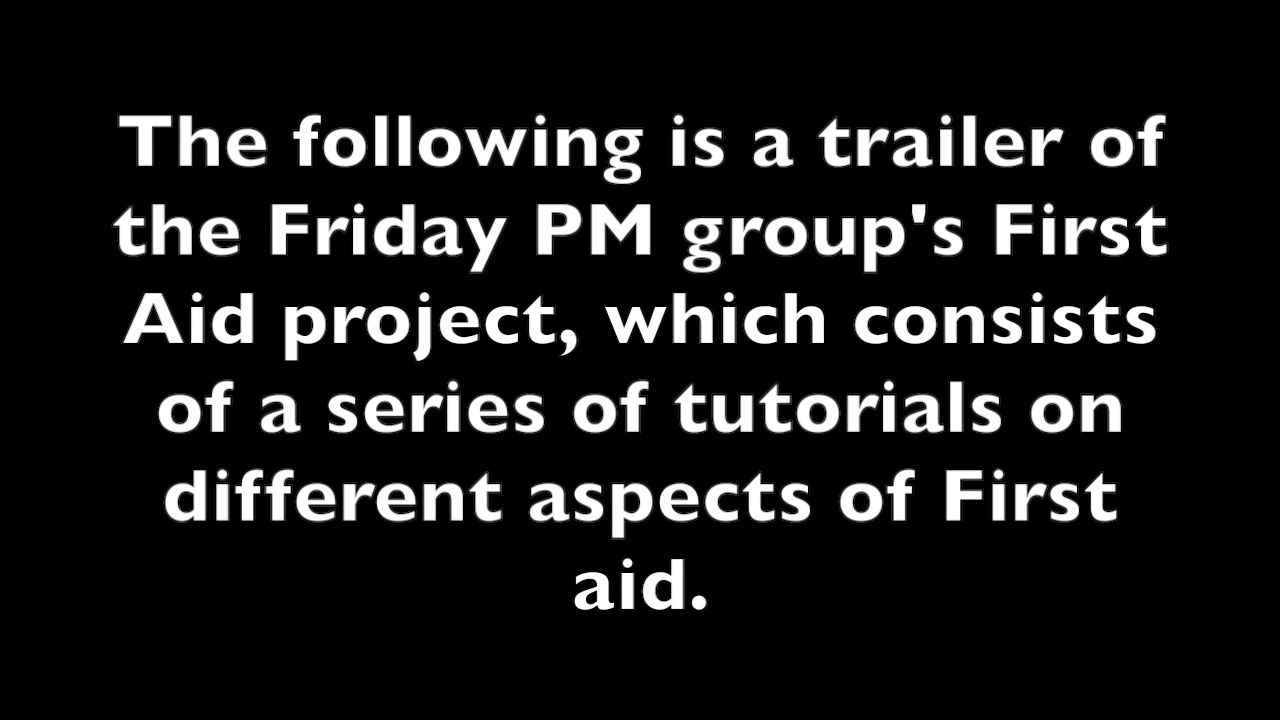 The following is a trailer of
the Friday PM group's First
Aid project, which consists
of a series of tutorials on
different aspects of First
aid.